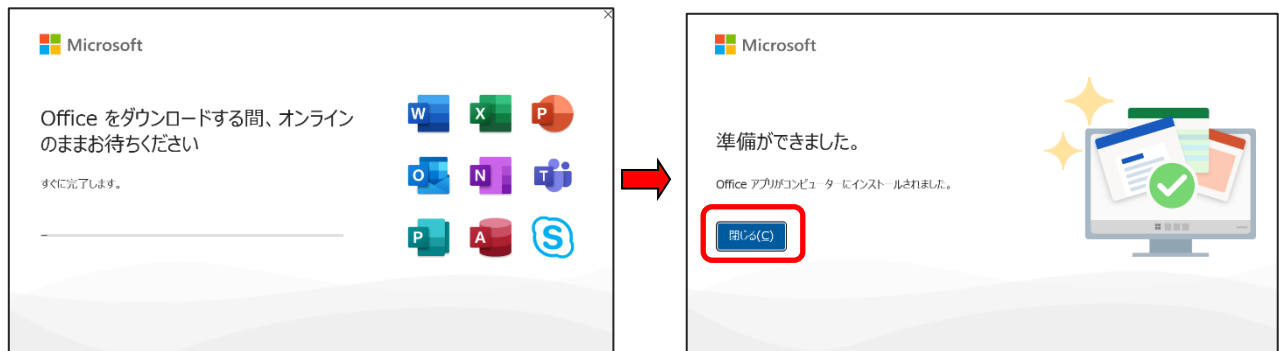 Microsoft
Office をダウンロードする間、オンライン
のままお待ちください
すぐに完了します。
W X P
O N T
P A S
Microsoft
準備ができました。
Office アプリがコンピューターにインストールされました。
閉じる(C)